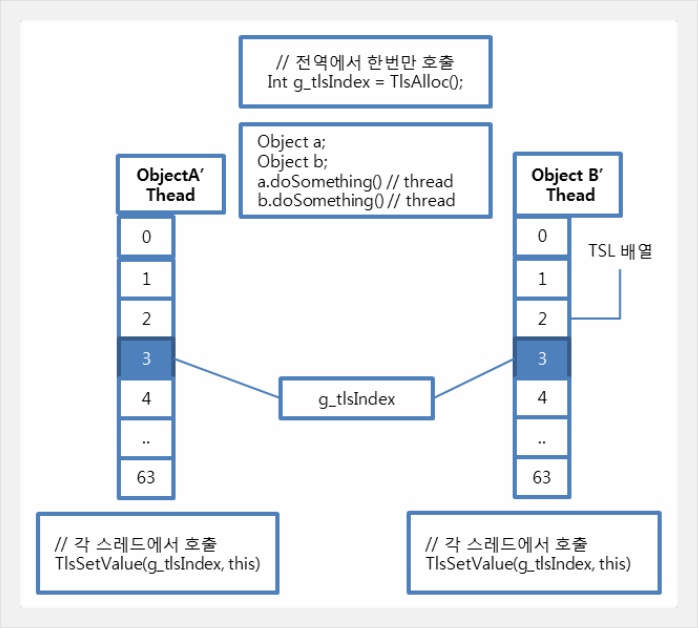 // 전역에서 한번만 호출
Int g_tlsIndex = TlsAlloc();
Object a;
Object b;
a.doSomething() // thread
b.doSomething() // thread
ObjectA’
Thead
0
1
2
3
4
..
63
Object B’
Thead
0
1
2
3
4
..
63
TSL 배열
g_tlsIndex
// 각 스레드에서 호출
TlsSetValue(g_tlsIndex, this)
// 각 스레드에서 호출
TlsSetValue(g_tlsIndex, this)